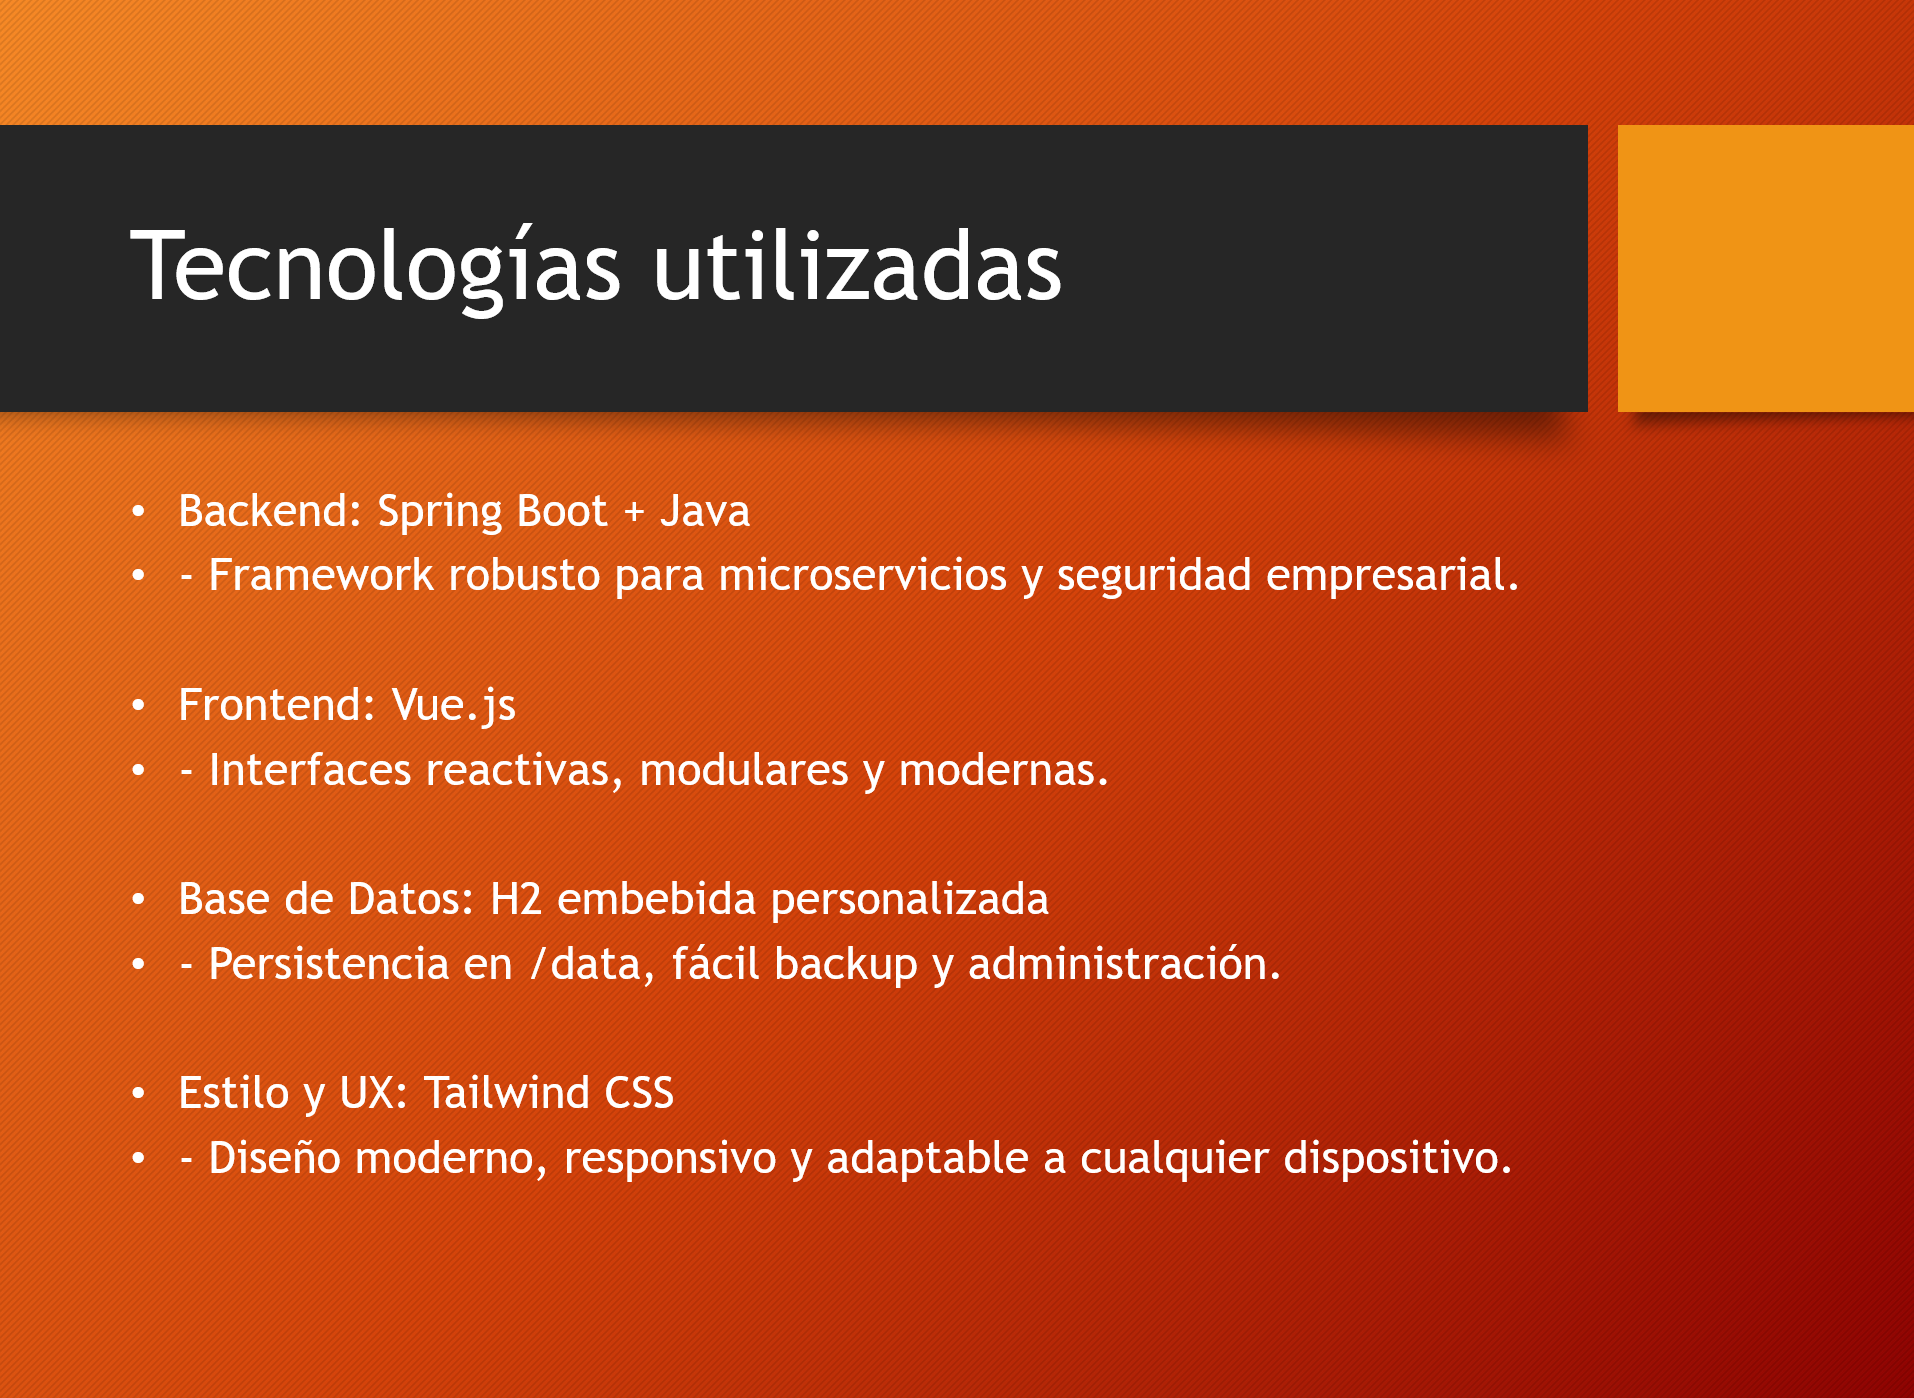 Tecnologías utilizadas
• Backend: Spring Boot + Java
• - Framework robusto para microservicios y seguridad empresarial.
• Frontend: Vue.js
• - Interfaces reactivas, modulares y modernas.
• Base de Datos: H2 embebida personalizada
• - Persistencia en /data, fácil backup y administración.
• Estilo y UX: Tailwind CSS
• - Diseño moderno, responsivo y adaptable a cualquier dispositivo.